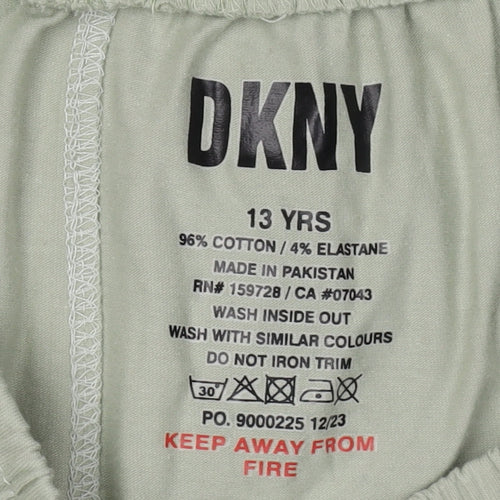 DKNY
13 YRS
96% COTTON / 4% ELASTANE
MADE IN PAKISTAN
RN# 159728 / CA #07043
WASH INSIDE OUT
WASH WITH SIMILAR COLOURS
DO NOT IRON TRIM
30°
PO. 9000225 12/23
KEEP AWAY FROM
FIRE